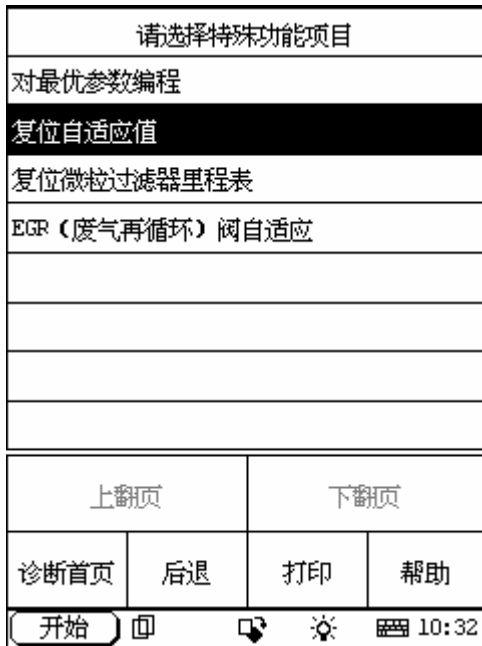 请选择特殊功能项目
对最优参数编程
复位自适应值
复位微粒过滤器里程表
EGR（废气再循环）阀自适应
上翻页 下翻页
诊断首页 后退 打印 帮助
开始 10:32